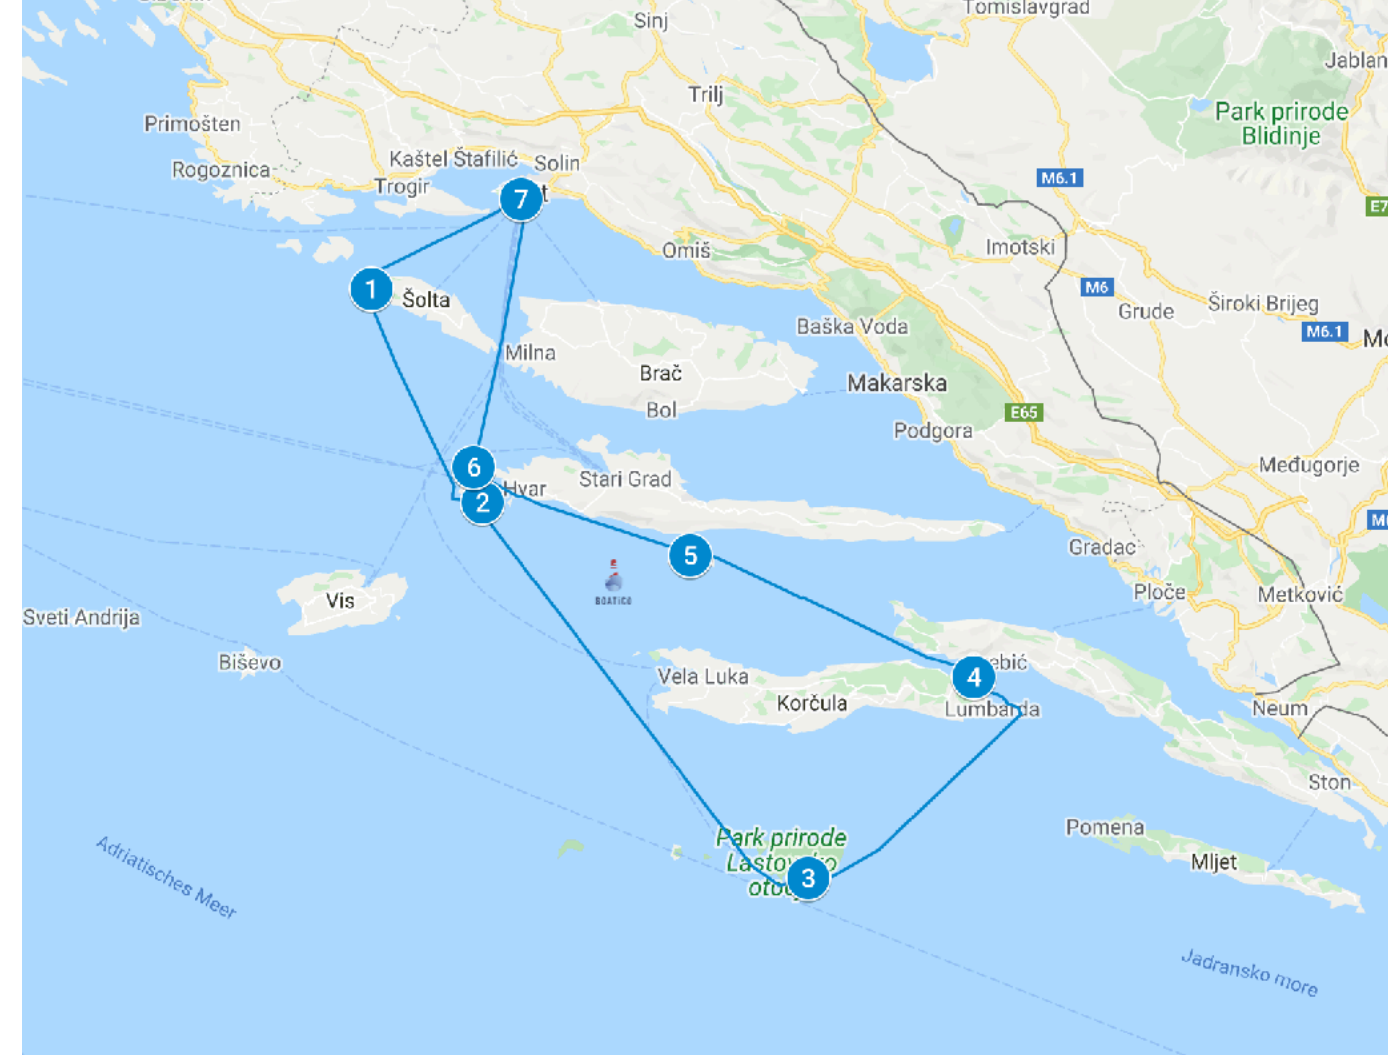 Sinj
Tomislavgrad
Jablan
Trilj
Park prirode
Blidinje
Primošten
Kaštel Štafilić
Solin
Rogoznica
Trogir
M6.1
7
t
E7
Omiš
Imotski
1
Šolta
M6
Grude
Široki Brijeg
M6.1
Baška Voda
Milna
Brač
Makarska
Bol
E65
Podgora
6
Međugorje
Stari Grad
Hvar
2
5
Gradac
BOATICO
Ploče
Metković
Vis
Sveti Andrija
Biševo
ebić
Vela Luka
4
Korčula
Lumbarda
Neum
Ston
Park prirode
Pomena
Mljet
3
Adriatisches Meer
Jadransko more